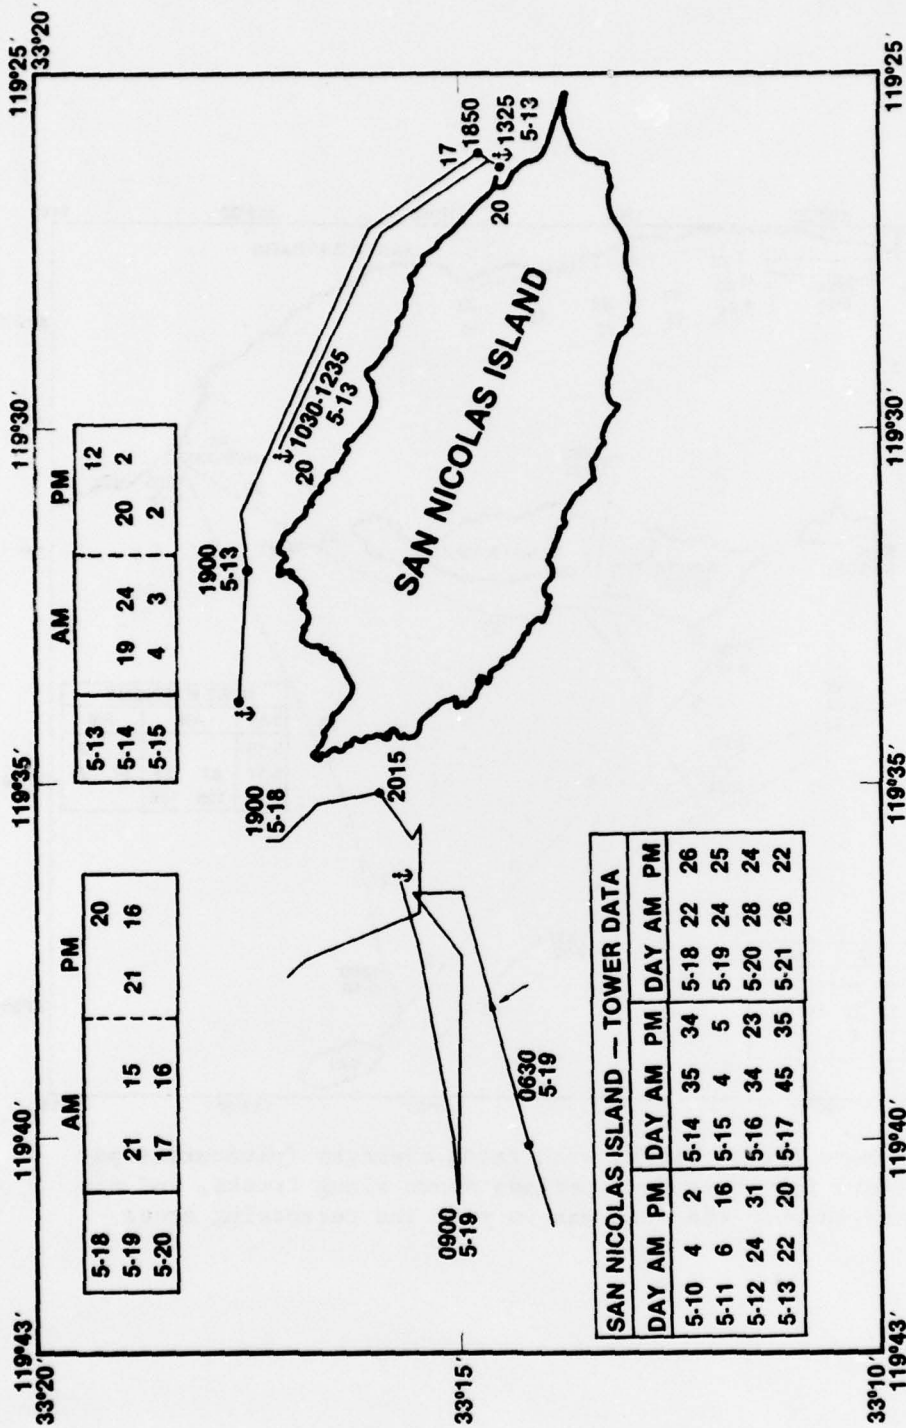 119°43′ 119°40′ 119°35′ 119°30′ 119°25′
33°20′ 33°20′
AM PM
5-18 20
5-19 21 15 21 16
5-20 17 16
AM PM
5-13 12
5-14 19 24 20 2
5-15 4 3 2
1900
5-18
1900
5-13
20
1030-1235
5-13
17
1850
20
1325
5-13
2015
SAN NICOLAS ISLAND
33°15′
0900
5-19
0630
5-19
SAN NICOLAS ISLAND — TOWER DATA
DAY AM PM DAY AM PM DAY AM PM
5-10 4 2 5-14 35 34 5-18 22 26
5-11 6 16 5-15 4 5 5-19 24 25
5-12 24 31 5-16 34 23 5-20 28 24
5-13 22 20 5-17 45 35 5-21 26 22
33°10′
119°43′ 119°40′ 119°35′ 119°30′ 119°25′